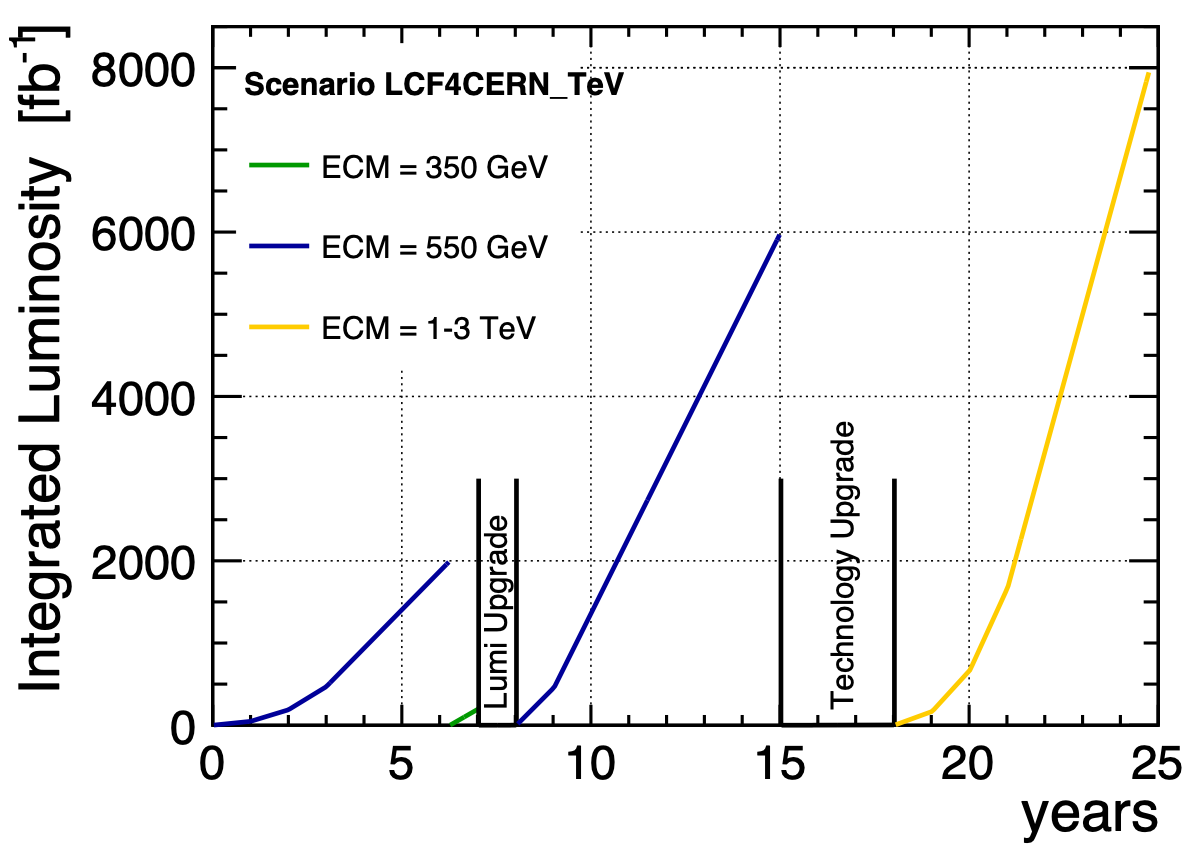 Integrated Luminosity [fb-1]
8000
6000
4000
2000
0
Scenario LCF4CERN_TeV
ECM = 350 GeV
ECM = 550 GeV
ECM = 1-3 TeV
Lumi Upgrade
Technology Upgrade
0 5 10 15 20 25
years